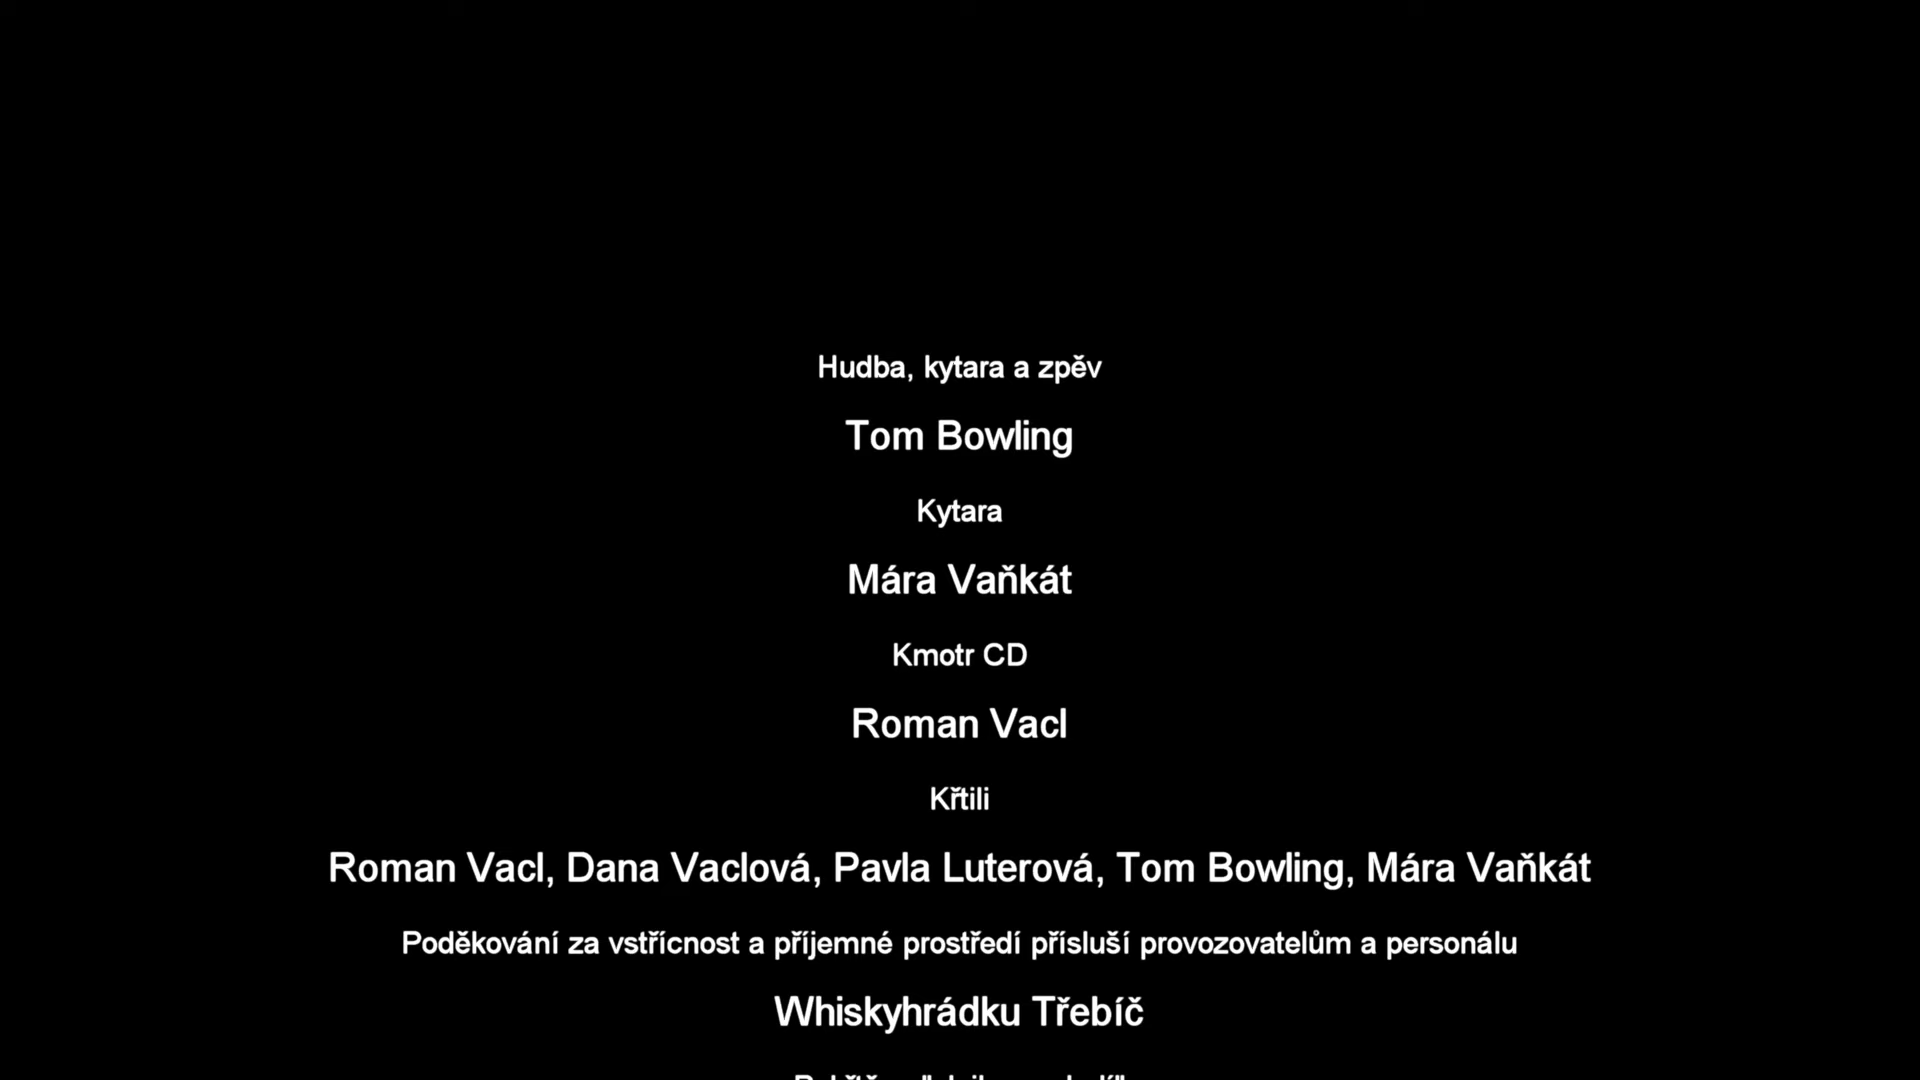 Hudba, kytara a zpěv
Tom Bowling
Kytara
Mára Vaňkát
Kmotr CD
Roman Vacl
Křtili
Roman Vacl, Dana Vaclová, Pavla Luterová, Tom Bowling, Mára Vaňkát
Poděkování za vstřícnost a příjemné prostředí přísluší provozovatelům a personálu
Whiskyhrádku Třebíč